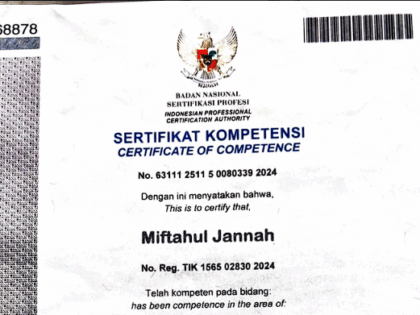 68878
BADAN NASIONAL
SERTIFIKASI PROFESI
INDONESIAN PROFESSIONAL
CERTIFICATION AUTHORITY
SERTIFIKAT KOMPETENSI
CERTIFICATE OF COMPETENCE
No. 63111 2511 5 0080339 2024
Dengan ini menyatakan bahwa,
This is to certify that,
Miftahul Jannah
No. Reg. TIK 1565 02830 2024
Telah kompeten pada bidang:
has been competence in the area of: